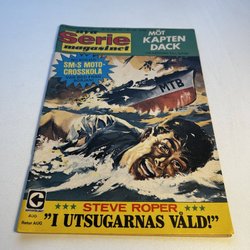 Serie
magasinet
MÖT
KAPTEN
DACK
SM:S MOTO-
CROSSKOLA
MTB
STEVE ROPER
"I UTSUGARNAS VÅLD!"